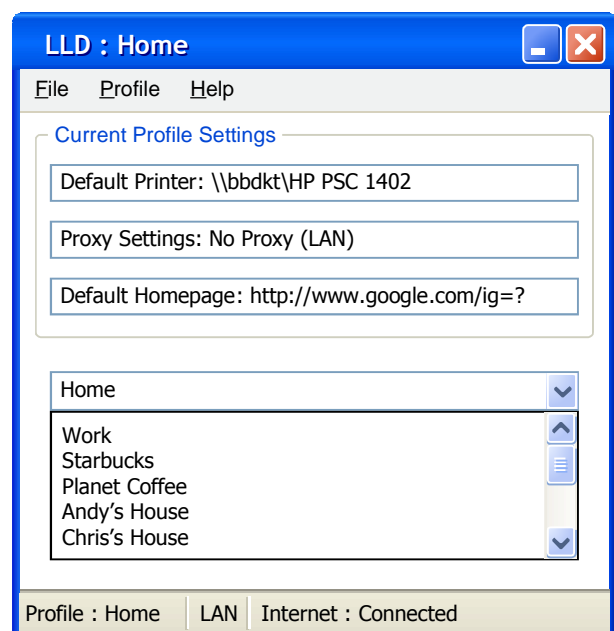 LLD : Home
File Profile Help
Current Profile Settings
Default Printer: \\bbdkt\HP PSC 1402
Proxy Settings: No Proxy (LAN)
Default Homepage: http://www.google.com/ig=?
Home
Work
Starbucks
Planet Coffee
Andy’s House
Chris’s House
Profile : Home LAN Internet : Connected